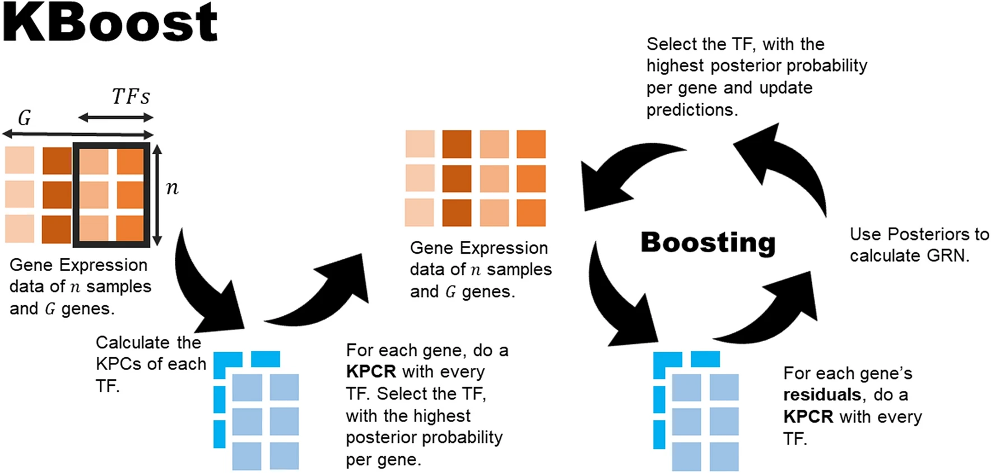 KBoost
TFs
G
n
Gene Expression
data of n samples
and G genes.
Calculate the
KPCs of each
TF.
For each gene, do a
KPCR with every
TF. Select the TF,
with the highest
posterior probability
per gene.
Gene Expression
data of n samples
and G genes.
Select the TF, with the
highest posterior probability
per gene and update
predictions.
Boosting
Use Posteriors to
calculate GRN.
For each gene's
residuals, do a
KPCR with every
TF.